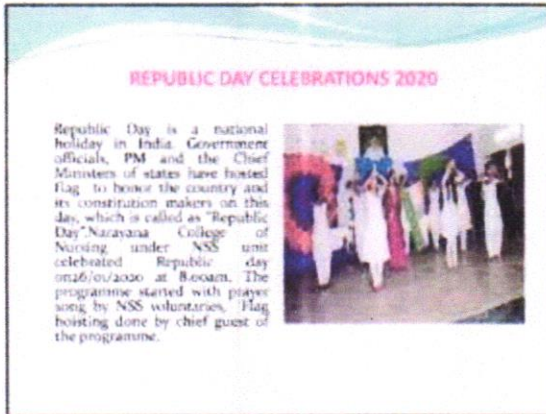 REPUBLIC DAY CELEBRATIONS 2020
Republic Day is a national
holiday in India. Government
officials, PM and the Chief
Ministers of states have hosted
flag to honor the country and
its constitution makers on this
day, which is called as "Republic
Day".Narayana College of
Nursing under NSS unit
celebrated Republic day
on26/01/2020 at 8.00am. The
programme started with prayer
song by NSS voluntaries, Flag
hoisting done by chief guest of
the programme.